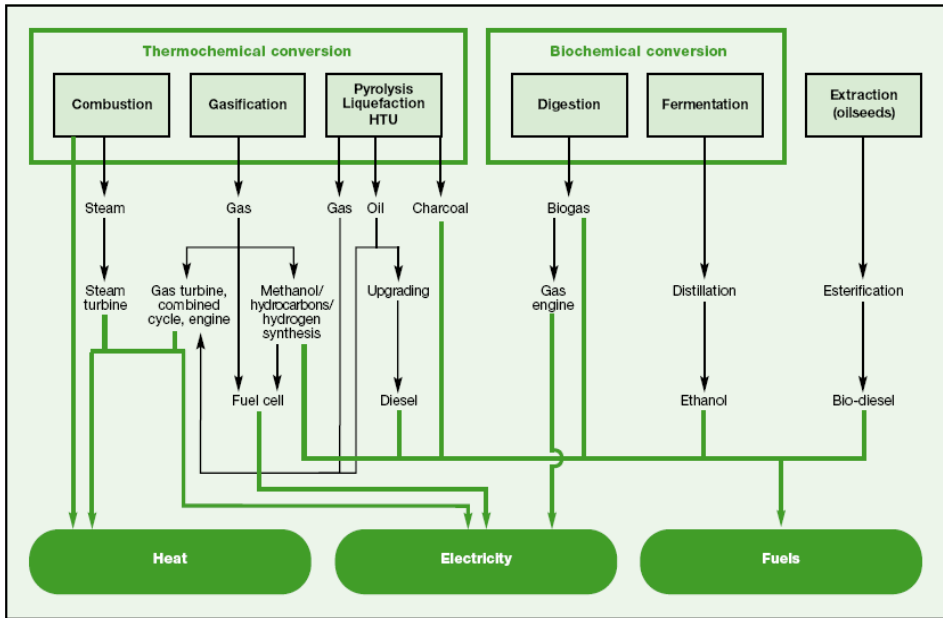 Thermochemical conversion
Biochemical conversion
Combustion
Gasification
Pyrolysis
Liquefaction
HTU
Digestion
Fermentation
Extraction
(oilseeds)
Steam
Gas
Gas
Oil
Charcoal
Biogas
Steam
turbine
Gas turbine,
combined
cycle, engine
Methanol/
hydrocarbons/
hydrogen
synthesis
Upgrading
Gas
engine
Distillation
Esterification
Fuel cell
Diesel
Ethanol
Bio-diesel
Heat
Electricity
Fuels